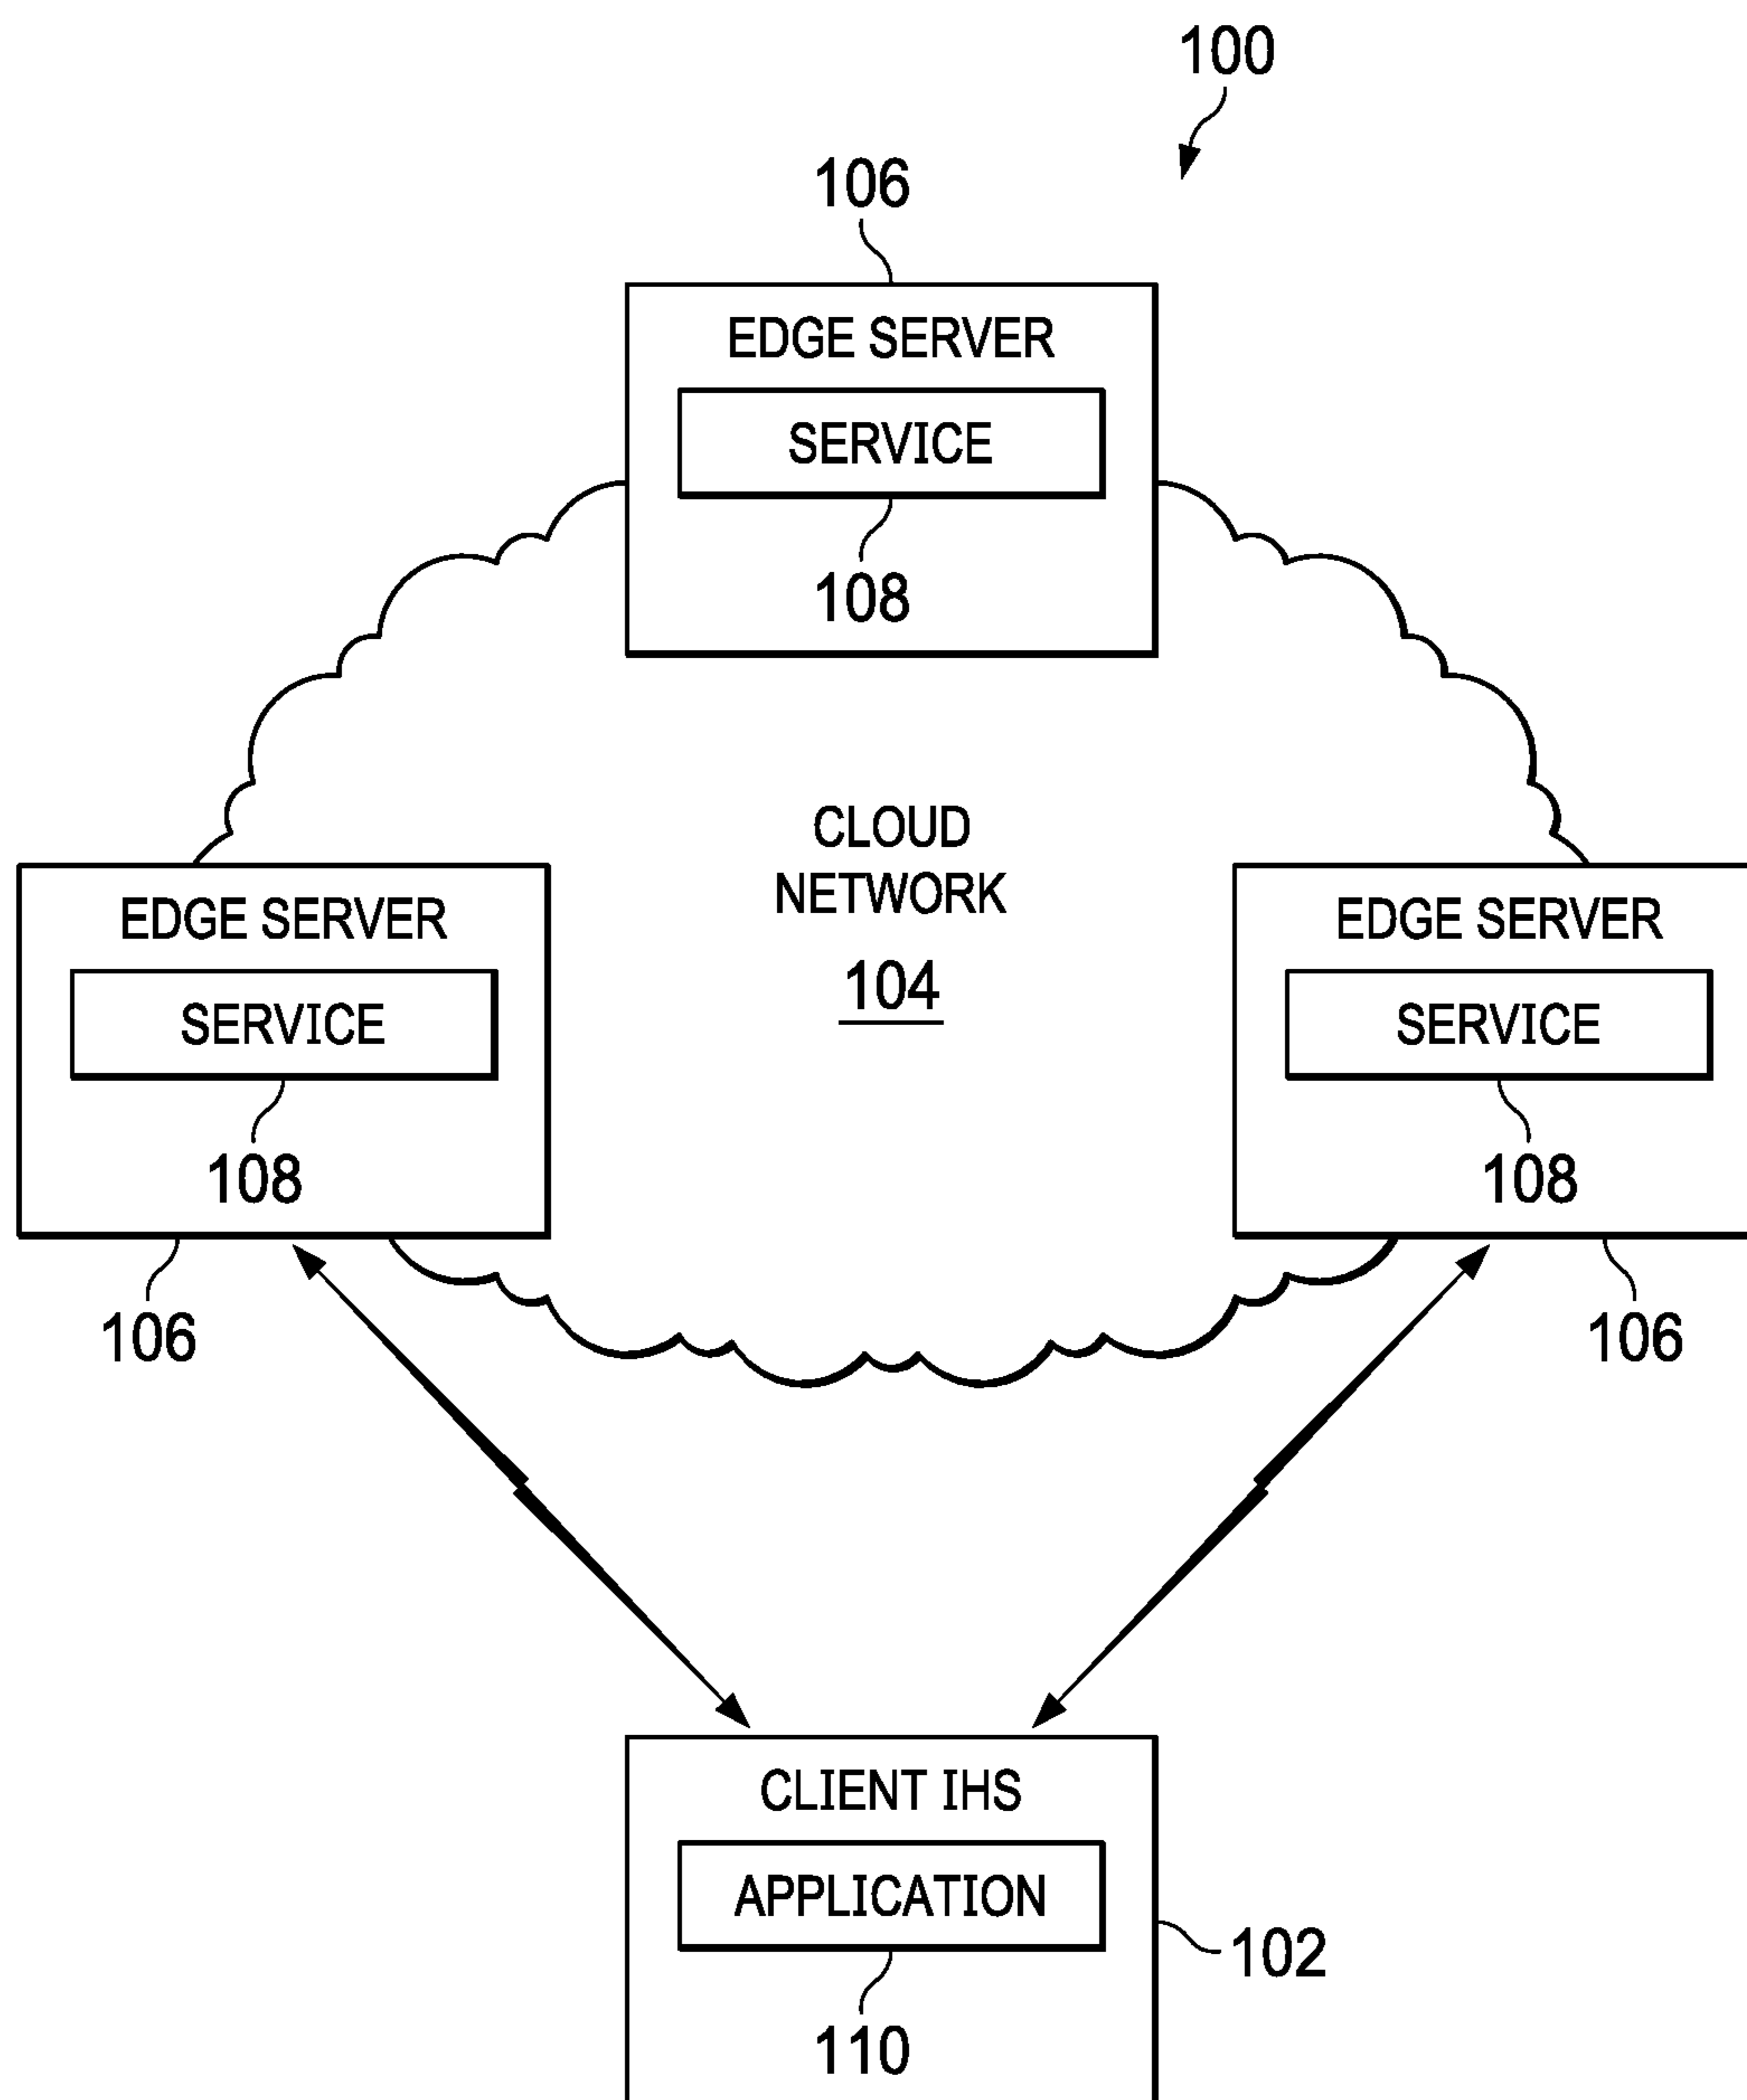 100
106
EDGE SERVER
SERVICE
108
CLOUD
NETWORK
104
EDGE SERVER
SERVICE
108
106
EDGE SERVER
SERVICE
108
106
CLIENT IHS
APPLICATION
102
110